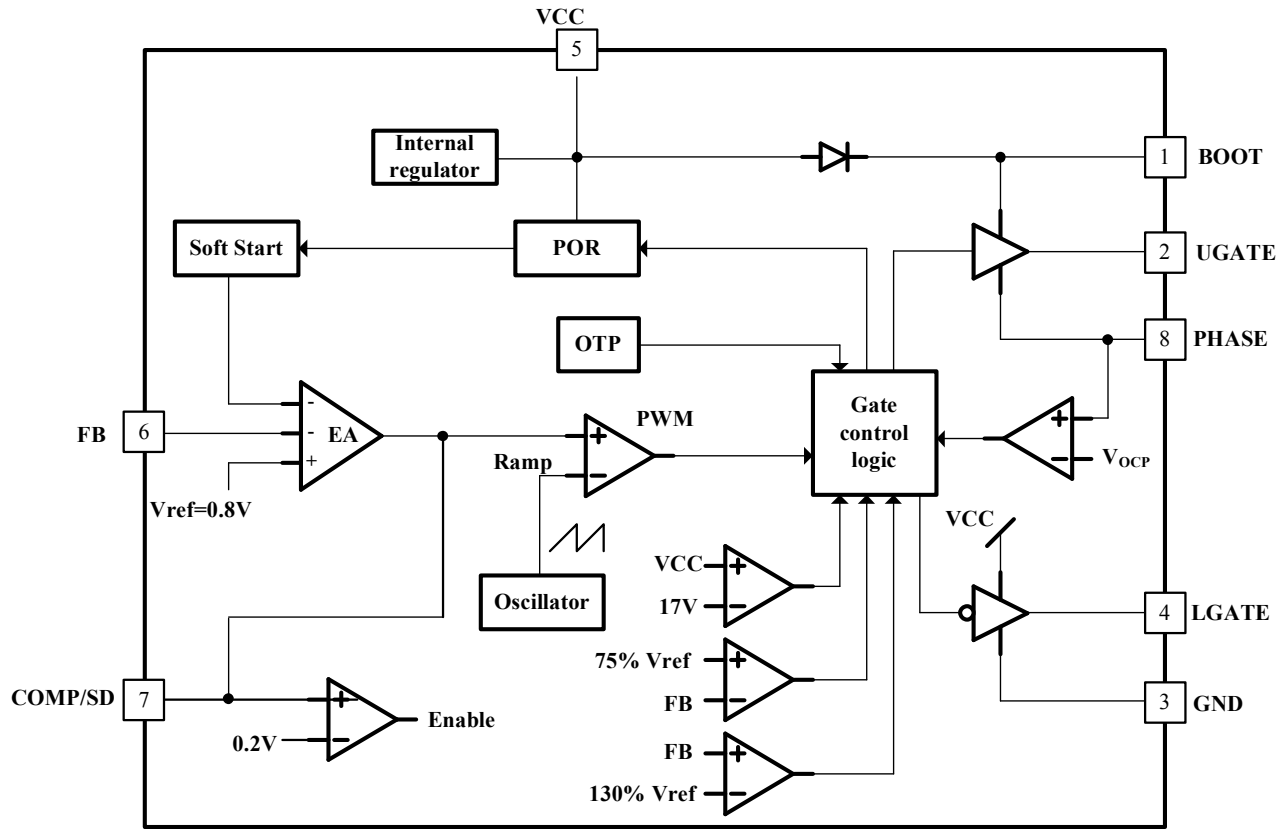 VCC
5
Internal
regulator
1
BOOT
Soft Start
POR
2
UGATE
OTP
8
PHASE
Gate
control
logic
+
−
VOCP
FB
6
-
-
+
EA
Vref=0.8V
PWM
+
−
Ramp
Oscillator
VCC
VCC
+
17V
−
4
LGATE
75% Vref
+
FB
−
3
GND
COMP/SD
7
+
0.2V
−
Enable
FB
+
130% Vref
−